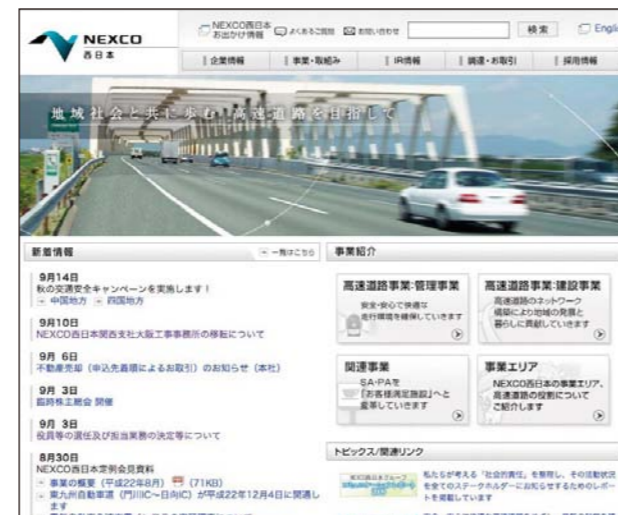 NEXCO
西日本
NEXCO西日本
お出かけ情報
よくあるご質問
お問い合わせ
検索
Engli
企業情報
事業・取組み
IR情報
調達・お取引
採用情報
地域社会と共に歩む 高速道路を目指して
新着情報
一覧はこちら
9月14日
秋の交通安全キャンペーンを実施します！
中国地方 四国地方
9月10日
NEXCO西日本関西支社大阪工事事務所の移転について
9月 6日
不動産売却（申込先着順によるお取引）のお知らせ（本社）
9月 3日
臨時株主総会 開催
9月 3日
役員等の選任及び担当業務の決定等について
8月30日
NEXCO西日本定例会見資料
事業の概要（平成22年8月） (71KB)
東九州自動車道（門川IC～日向IC）が平成22年12月4日に開通し
ます
事業紹介
高速道路事業:管理事業
安全・安心で快適な
走行環境を確保していきます
高速道路事業:建設事業
高速道路のネットワーク
構築により地域の発展と
暮らしに貢献していきます
関連事業
SA・PAを
「お客様満足施設」へと
変革していきます
事業エリア
NEXCO西日本の事業エリア、
高速道路の役割について
ご紹介します
トピックス/関連リンク
私たちが考える「社会的責任」を整理し、その活動状況
を全てのステークホルダーにお知らせするためのレポー
トを掲載しています